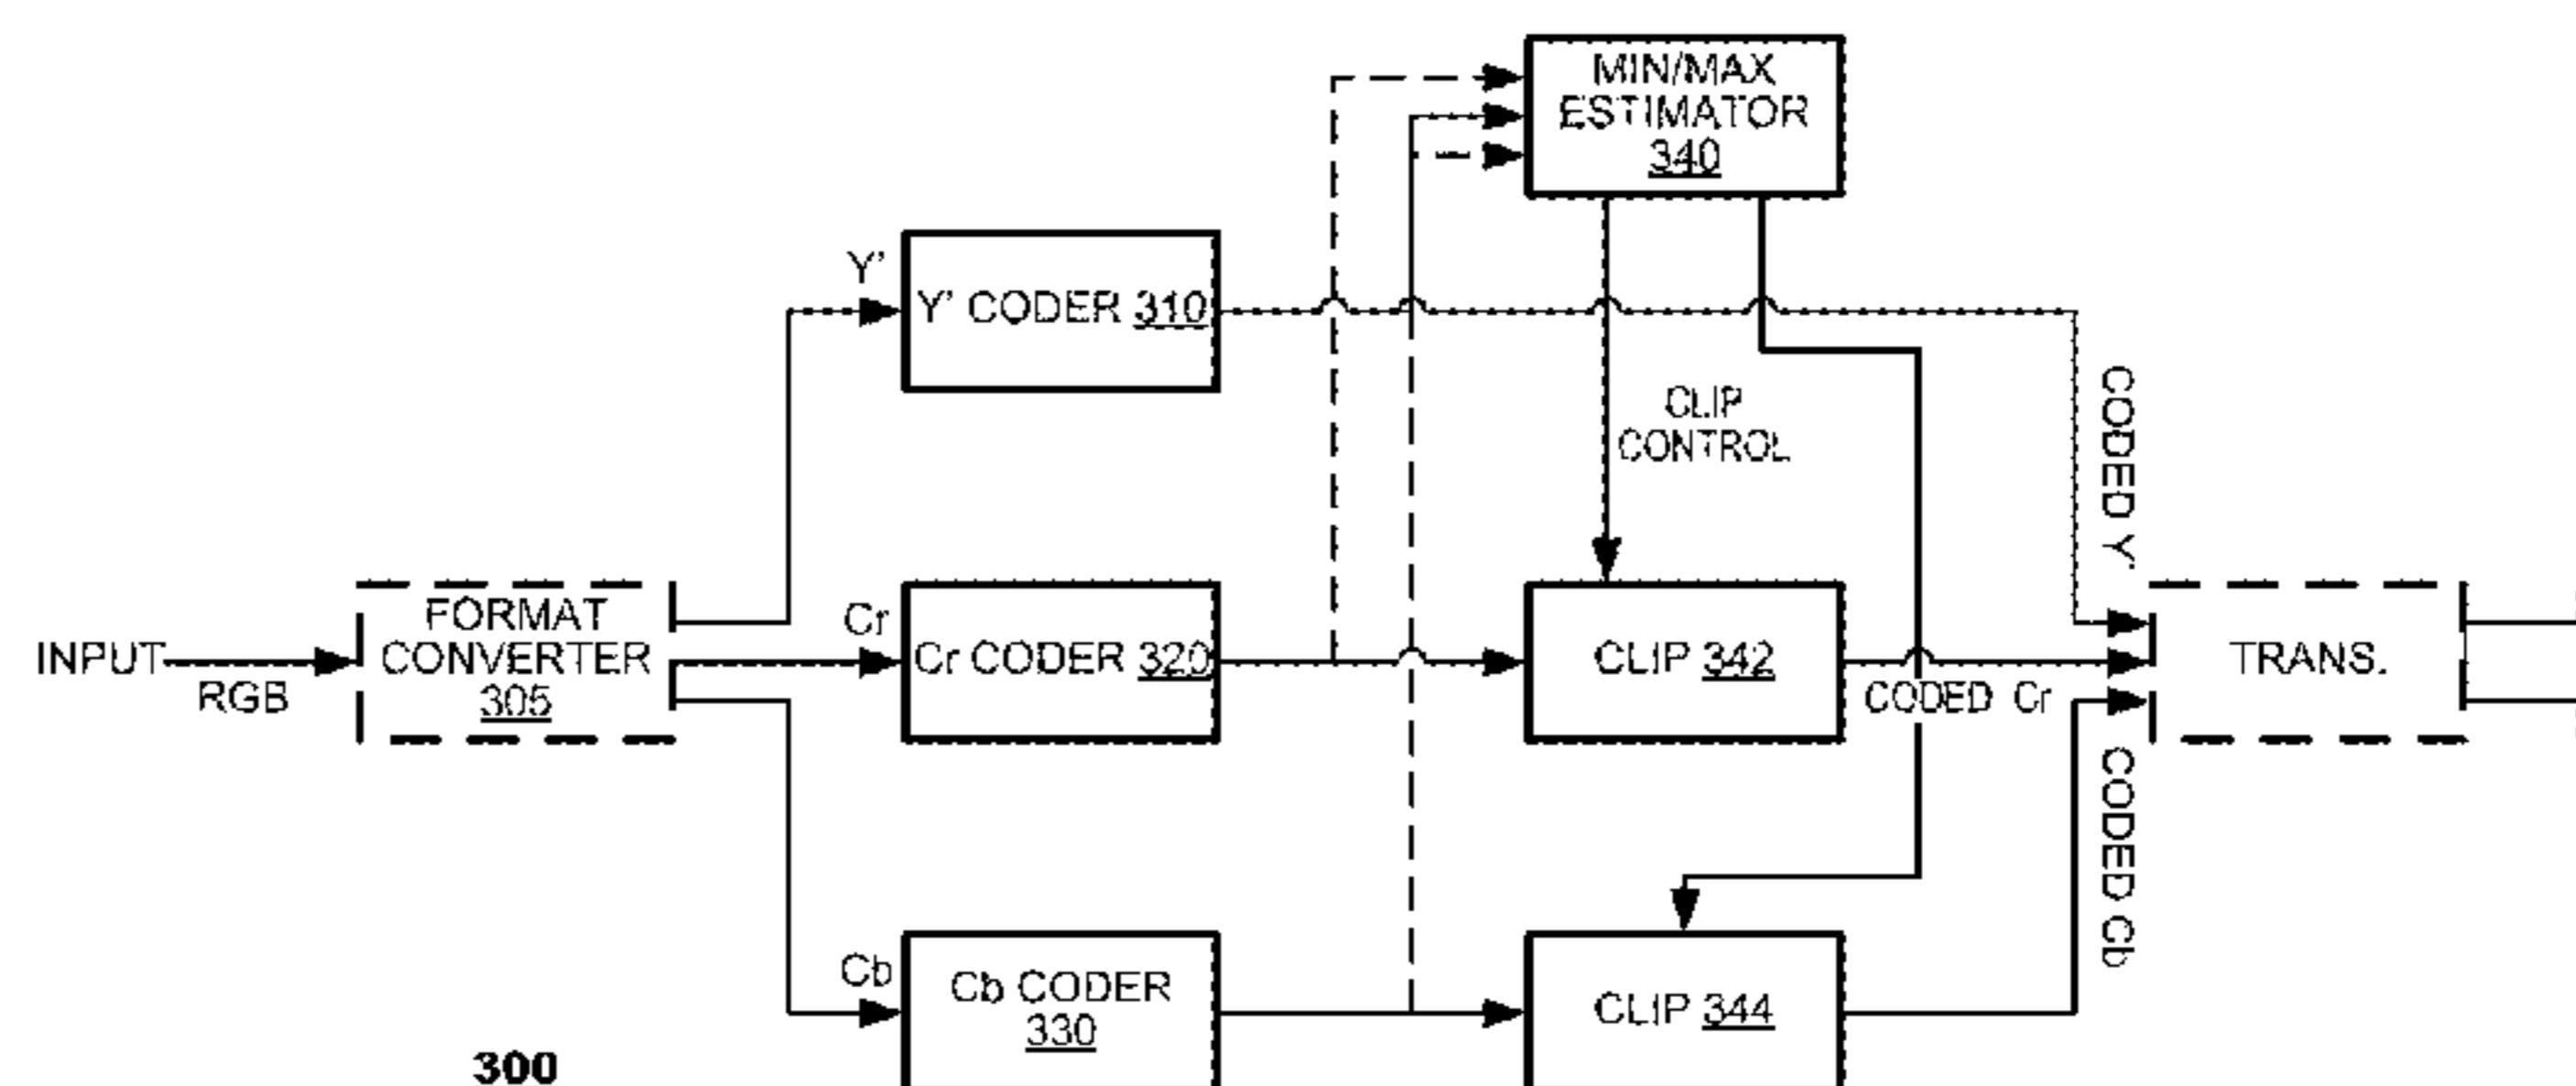 MIN/MAX
ESTIMATOR
340
Y'
Y' CODER 310
CLIP
CONTROL
CODED Y'
INPUT
RGB
FORMAT
CONVERTER
305
Cr
Cr CODER 320
CLIP 342
CODED Cr
TRANS.
Cb
Cb CODER
330
CLIP 344
CODED Cb
300